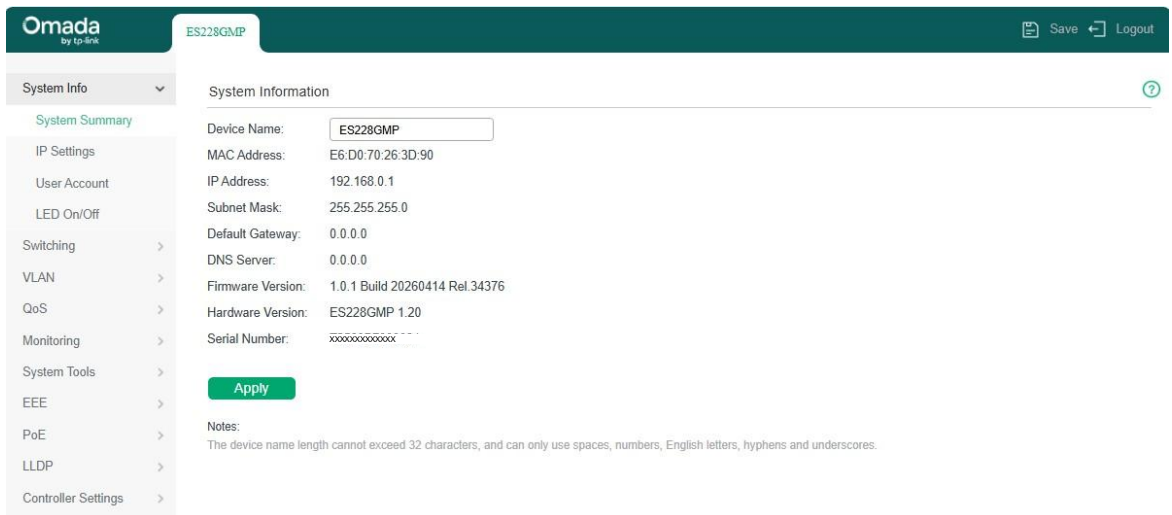 Omada
by tp-link
ES228GMP
Save
Logout
System Info
System Summary
IP Settings
User Account
LED On/Off
Switching
VLAN
QoS
Monitoring
System Tools
EEE
PoE
LLDP
Controller Settings
System Information
?
Device Name: ES228GMP
MAC Address: E6:D0:70:26:3D:90
IP Address: 192.168.0.1
Subnet Mask: 255.255.255.0
Default Gateway: 0.0.0.0
DNS Server: 0.0.0.0
Firmware Version: 1.0.1 Build 20260414 Rel.34376
Hardware Version: ES228GMP 1.20
Serial Number: xxxxxxxxxxxxx
Apply
Notes:
The device name length cannot exceed 32 characters, and can only use spaces, numbers, English letters, hyphens and underscores.